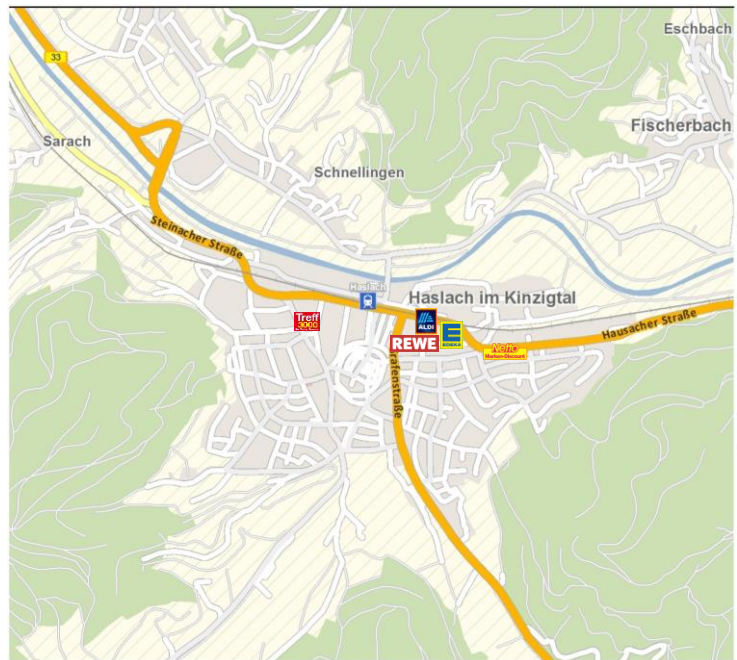 Eschbach
33
Fischerbach
Sarach
Schnellingen
Steinacher Straße
Haslach
Haslach im Kinzigtal
Treff
3000
ALDI
EDEKA
REWE
Netto
Marken-Discount
Hausacher Straße
rafenstraße